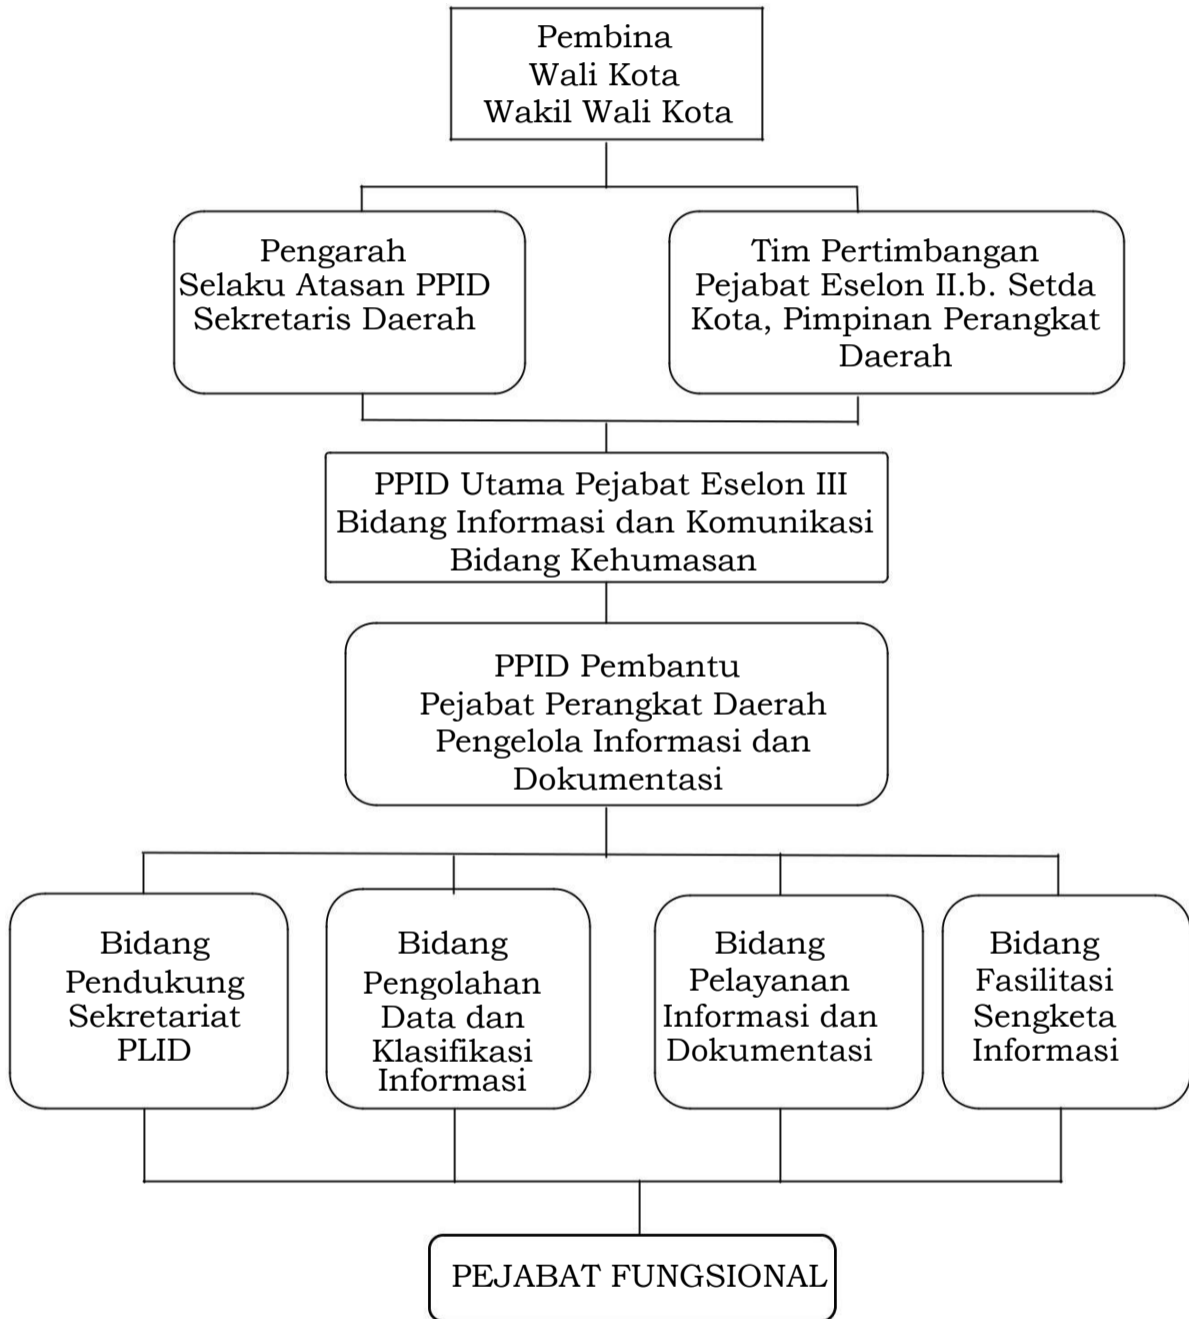 Pembina
Wali Kota
Wakil Wali Kota
Pengarah
Selaku Atasan PPID
Sekretaris Daerah
Tim Pertimbangan
Pejabat Eselon II.b. Setda
Kota, Pimpinan Perangkat
Daerah
PPID Utama Pejabat Eselon III
Bidang Informasi dan Komunikasi
Bidang Kehumasan
PPID Pembantu
Pejabat Perangkat Daerah
Pengelola Informasi dan
Dokumentasi
Bidang
Pendukung
Sekretariat
PLID
Bidang
Pengolahan
Data dan
Klasifikasi
Informasi
Bidang
Pelayanan
Informasi dan
Dokumentasi
Bidang
Fasilitasi
Sengketa
Informasi
PEJABAT FUNGSIONAL